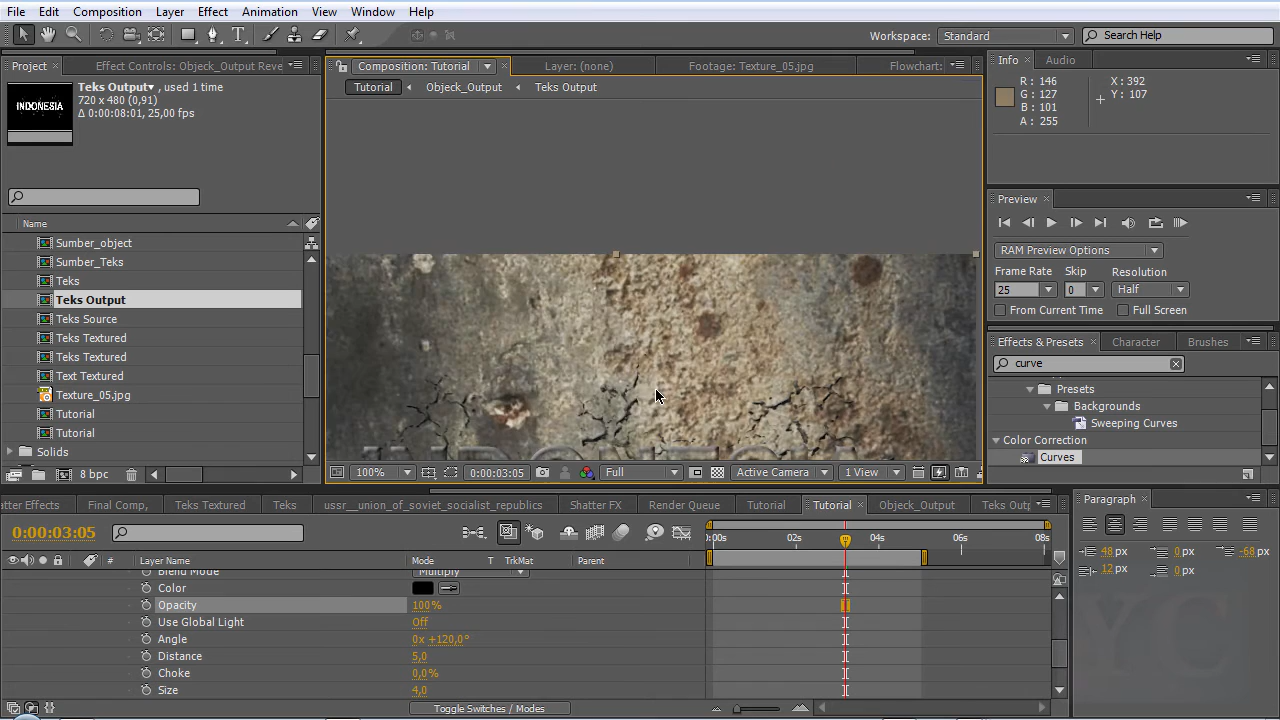 File Edit Composition Layer Effect Animation View Window Help
Workspace: Standard Search Help
Project Effect Controls: Objeck_Output Reve
Composition: Tutorial Layer: (none) Footage: Texture_05.jpg Flowchart:
Info Audio
Tutorial Objeck_Output Teks Output
Teks Output , used 1 time
720 x 480 (0,91)
Δ 0:00:08:01, 25,00 fps
INDONESIA
R : 146
G : 127
B : 101
A : 255
X : 392
Y : 107
Name
Sumber_object
Sumber_Teks
Teks
Teks Output
Teks Source
Teks Textured
Teks Textured
Text Textured
Texture_05.jpg
Tutorial
Tutorial
Solids
8 bpc
100% 0:00:03:05 Full Active Camera 1 View
Preview
RAM Preview Options
Frame Rate Skip Resolution
25 0 Half
From Current Time Full Screen
Effects & Presets Character Brushes
curve
Presets
Backgrounds
Sweeping Curves
Color Correction
Curves
tter Effects Final Comp, Teks Textured Teks ussr__union_of_soviet_socialist_republics Shatter FX Render Queue Tutorial Tutorial Objeck_Output Teks Out
0:00:03:05
:00s 02s 04s 06s 08s
# Layer Name Mode T TrkMat Parent
Blend Mode Multiply
Color
Opacity 100%
Use Global Light Off
Angle 0x +120,0°
Distance 5,0
Choke 0,0%
Size 4,0
Toggle Switches / Modes
Paragraph
48 px 0 px -68 px
12 px 0 px